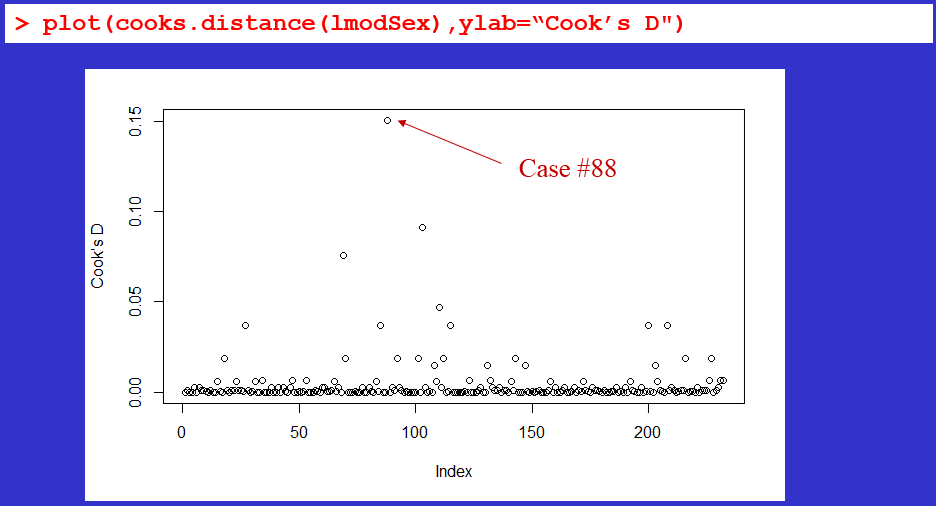 > plot(cooks.distance(lmodSex),ylab=“Cook’s D")
0.15
Case #88
0.10
Cook's D
0.05
0.00
0 50 100 150 200
Index